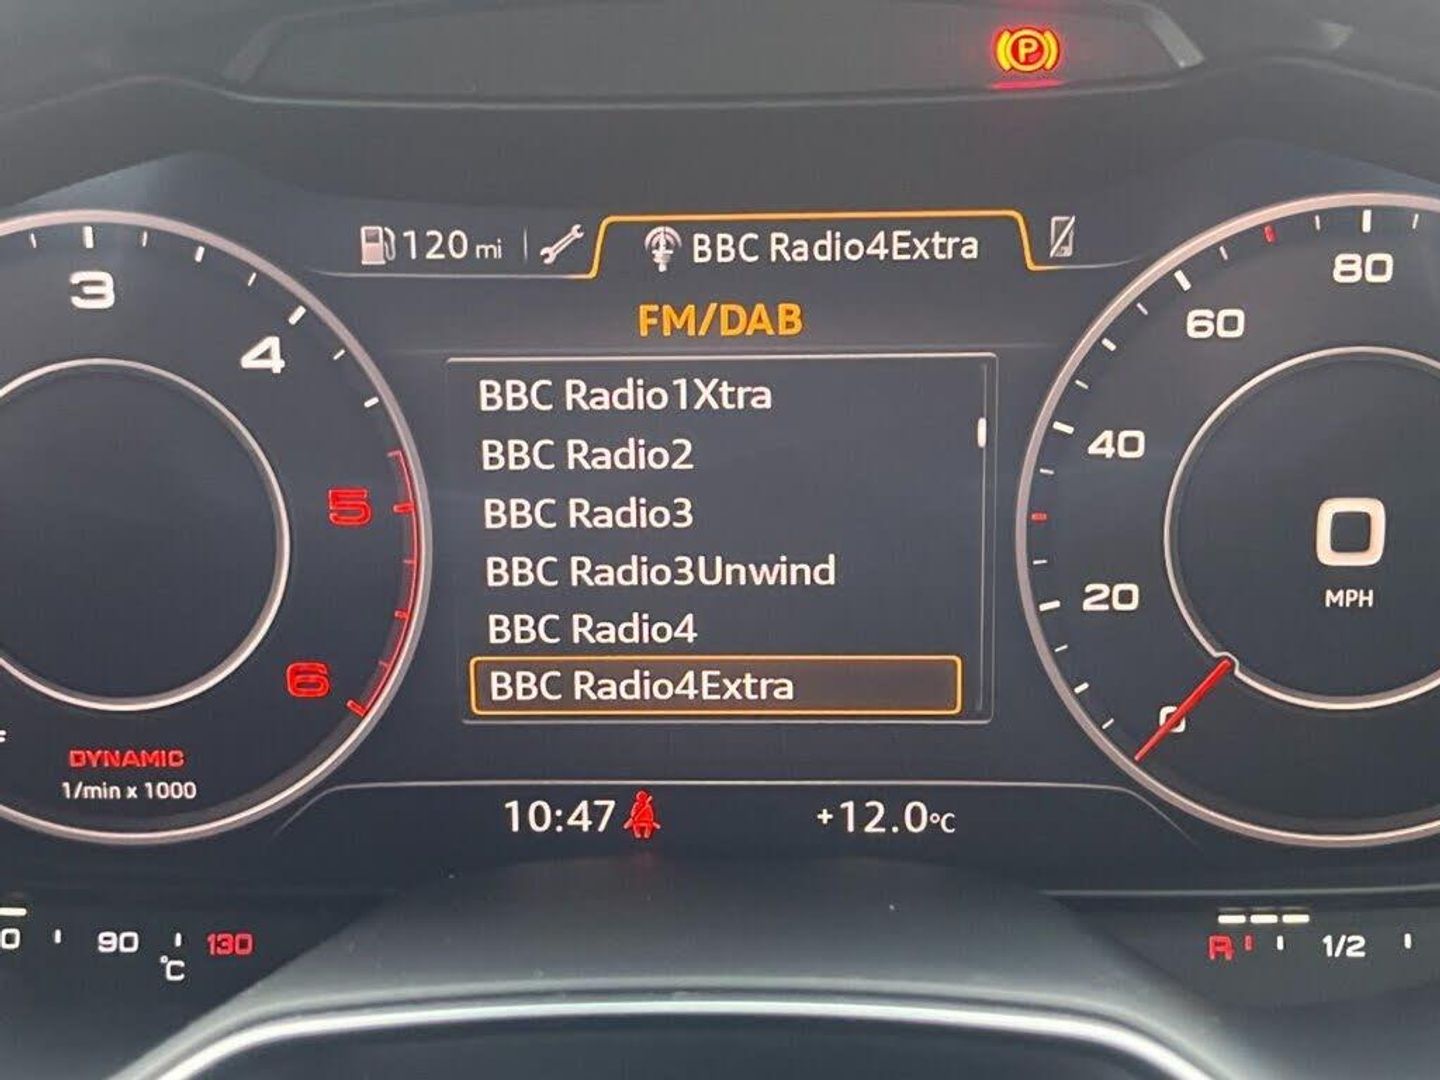 P
120 mi
BBC Radio4Extra
FM/DAB
BBC Radio1Xtra
BBC Radio2
BBC Radio3
BBC Radio3Unwind
BBC Radio4
BBC Radio4Extra
3
4
5
6
DYNAMIC
1/min x 1000
80
60
40
20
0
0
MPH
10:47
+12.0°C
90
130
°C
R
1/2